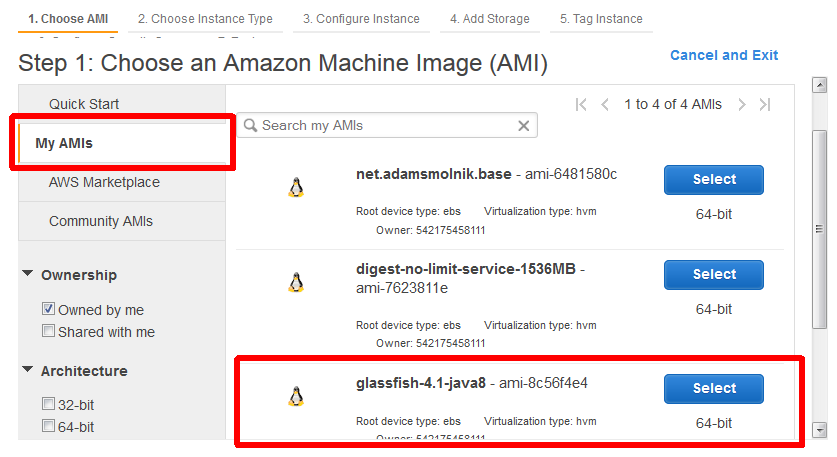 1. Choose AMI 2. Choose Instance Type 3. Configure Instance 4. Add Storage 5. Tag Instance
Step 1: Choose an Amazon Machine Image (AMI)
Cancel and Exit
Quick Start
My AMIs
AWS Marketplace
Community AMIs
Ownership
Owned by me
Shared with me
Architecture
32-bit
64-bit
1 to 4 of 4 AMIs
Search my AMIs
net.adamsmolnik.base - ami-6481580c
Root device type: ebs Virtualization type: hvm
Owner: 542175458111
Select
64-bit
digest-no-limit-service-1536MB -
ami-7623811e
Root device type: ebs Virtualization type: hvm
Owner: 542175458111
Select
64-bit
glassfish-4.1-java8 - ami-8c56f4e4
Root device type: ebs Virtualization type: hvm
Owner: 542175458111
Select
64-bit